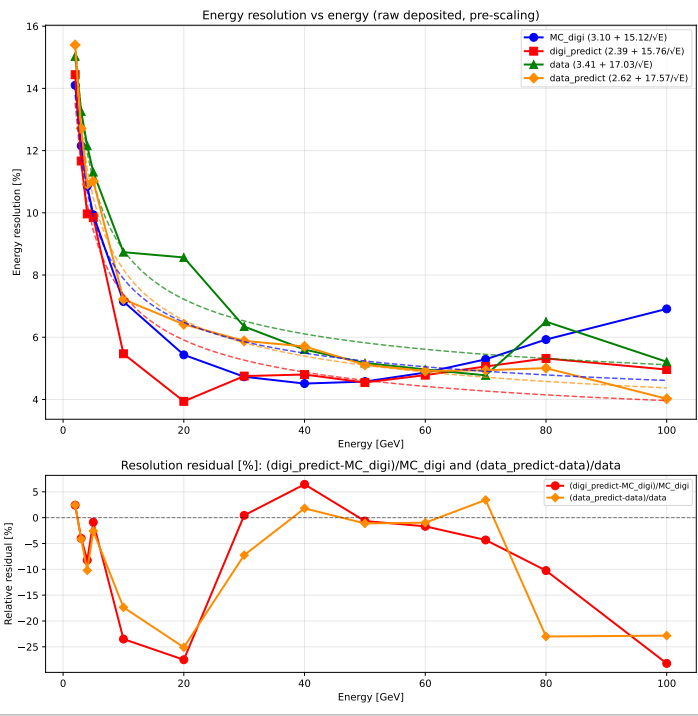 Energy resolution vs energy (raw deposited, pre-scaling)
MC_digi (3.10 + 15.12/√E)
digi_predict (2.39 + 15.76/√E)
data (3.41 + 17.03/√E)
data_predict (2.62 + 17.57/√E)
16
14
12
10
8
6
4
Energy resolution [%]
0 20 40 60 80 100
Energy [GeV]
Resolution residual [%]: (digi_predict-MC_digi)/MC_digi and (data_predict-data)/data
(digi_predict-MC_digi)/MC_digi
(data_predict-data)/data
5
0
−5
−10
−15
−20
−25
Relative residual [%]
0 20 40 60 80 100
Energy [GeV]